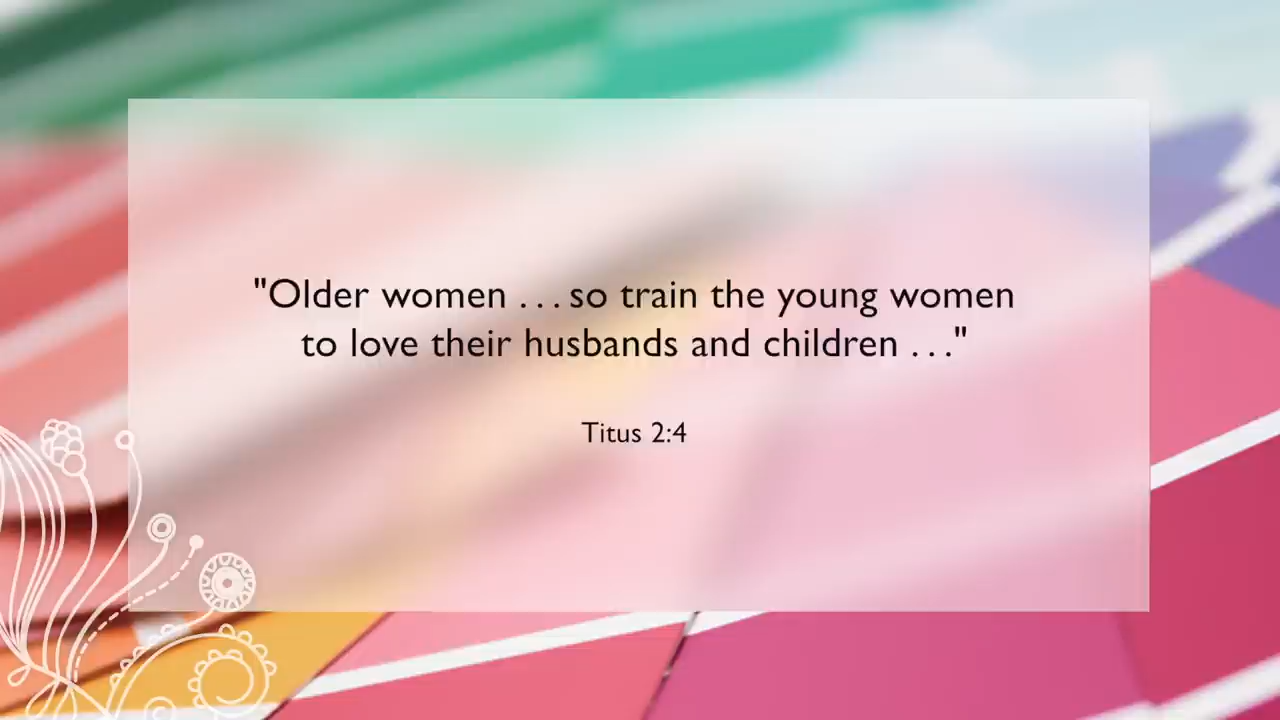 "Older women . . . so train the young women
to love their husbands and children . . ."
Titus 2:4